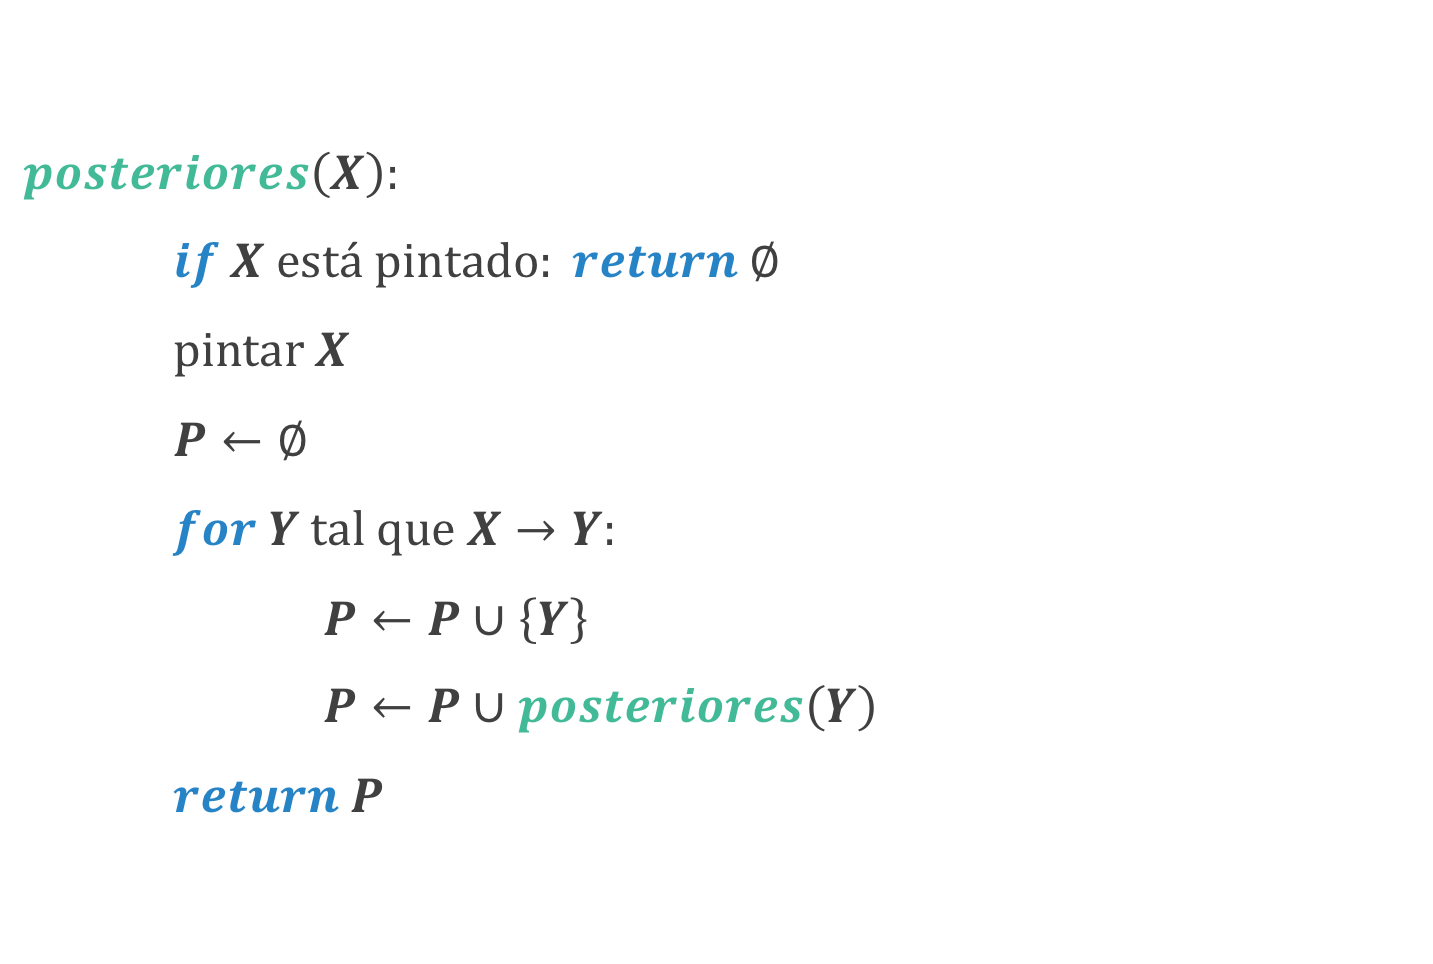 posteriores(X):
if X está pintado: return ∅
pintar X
P ← ∅
for Y tal que X → Y:
P ← P ∪ {Y}
P ← P ∪ posteriores(Y)
return P